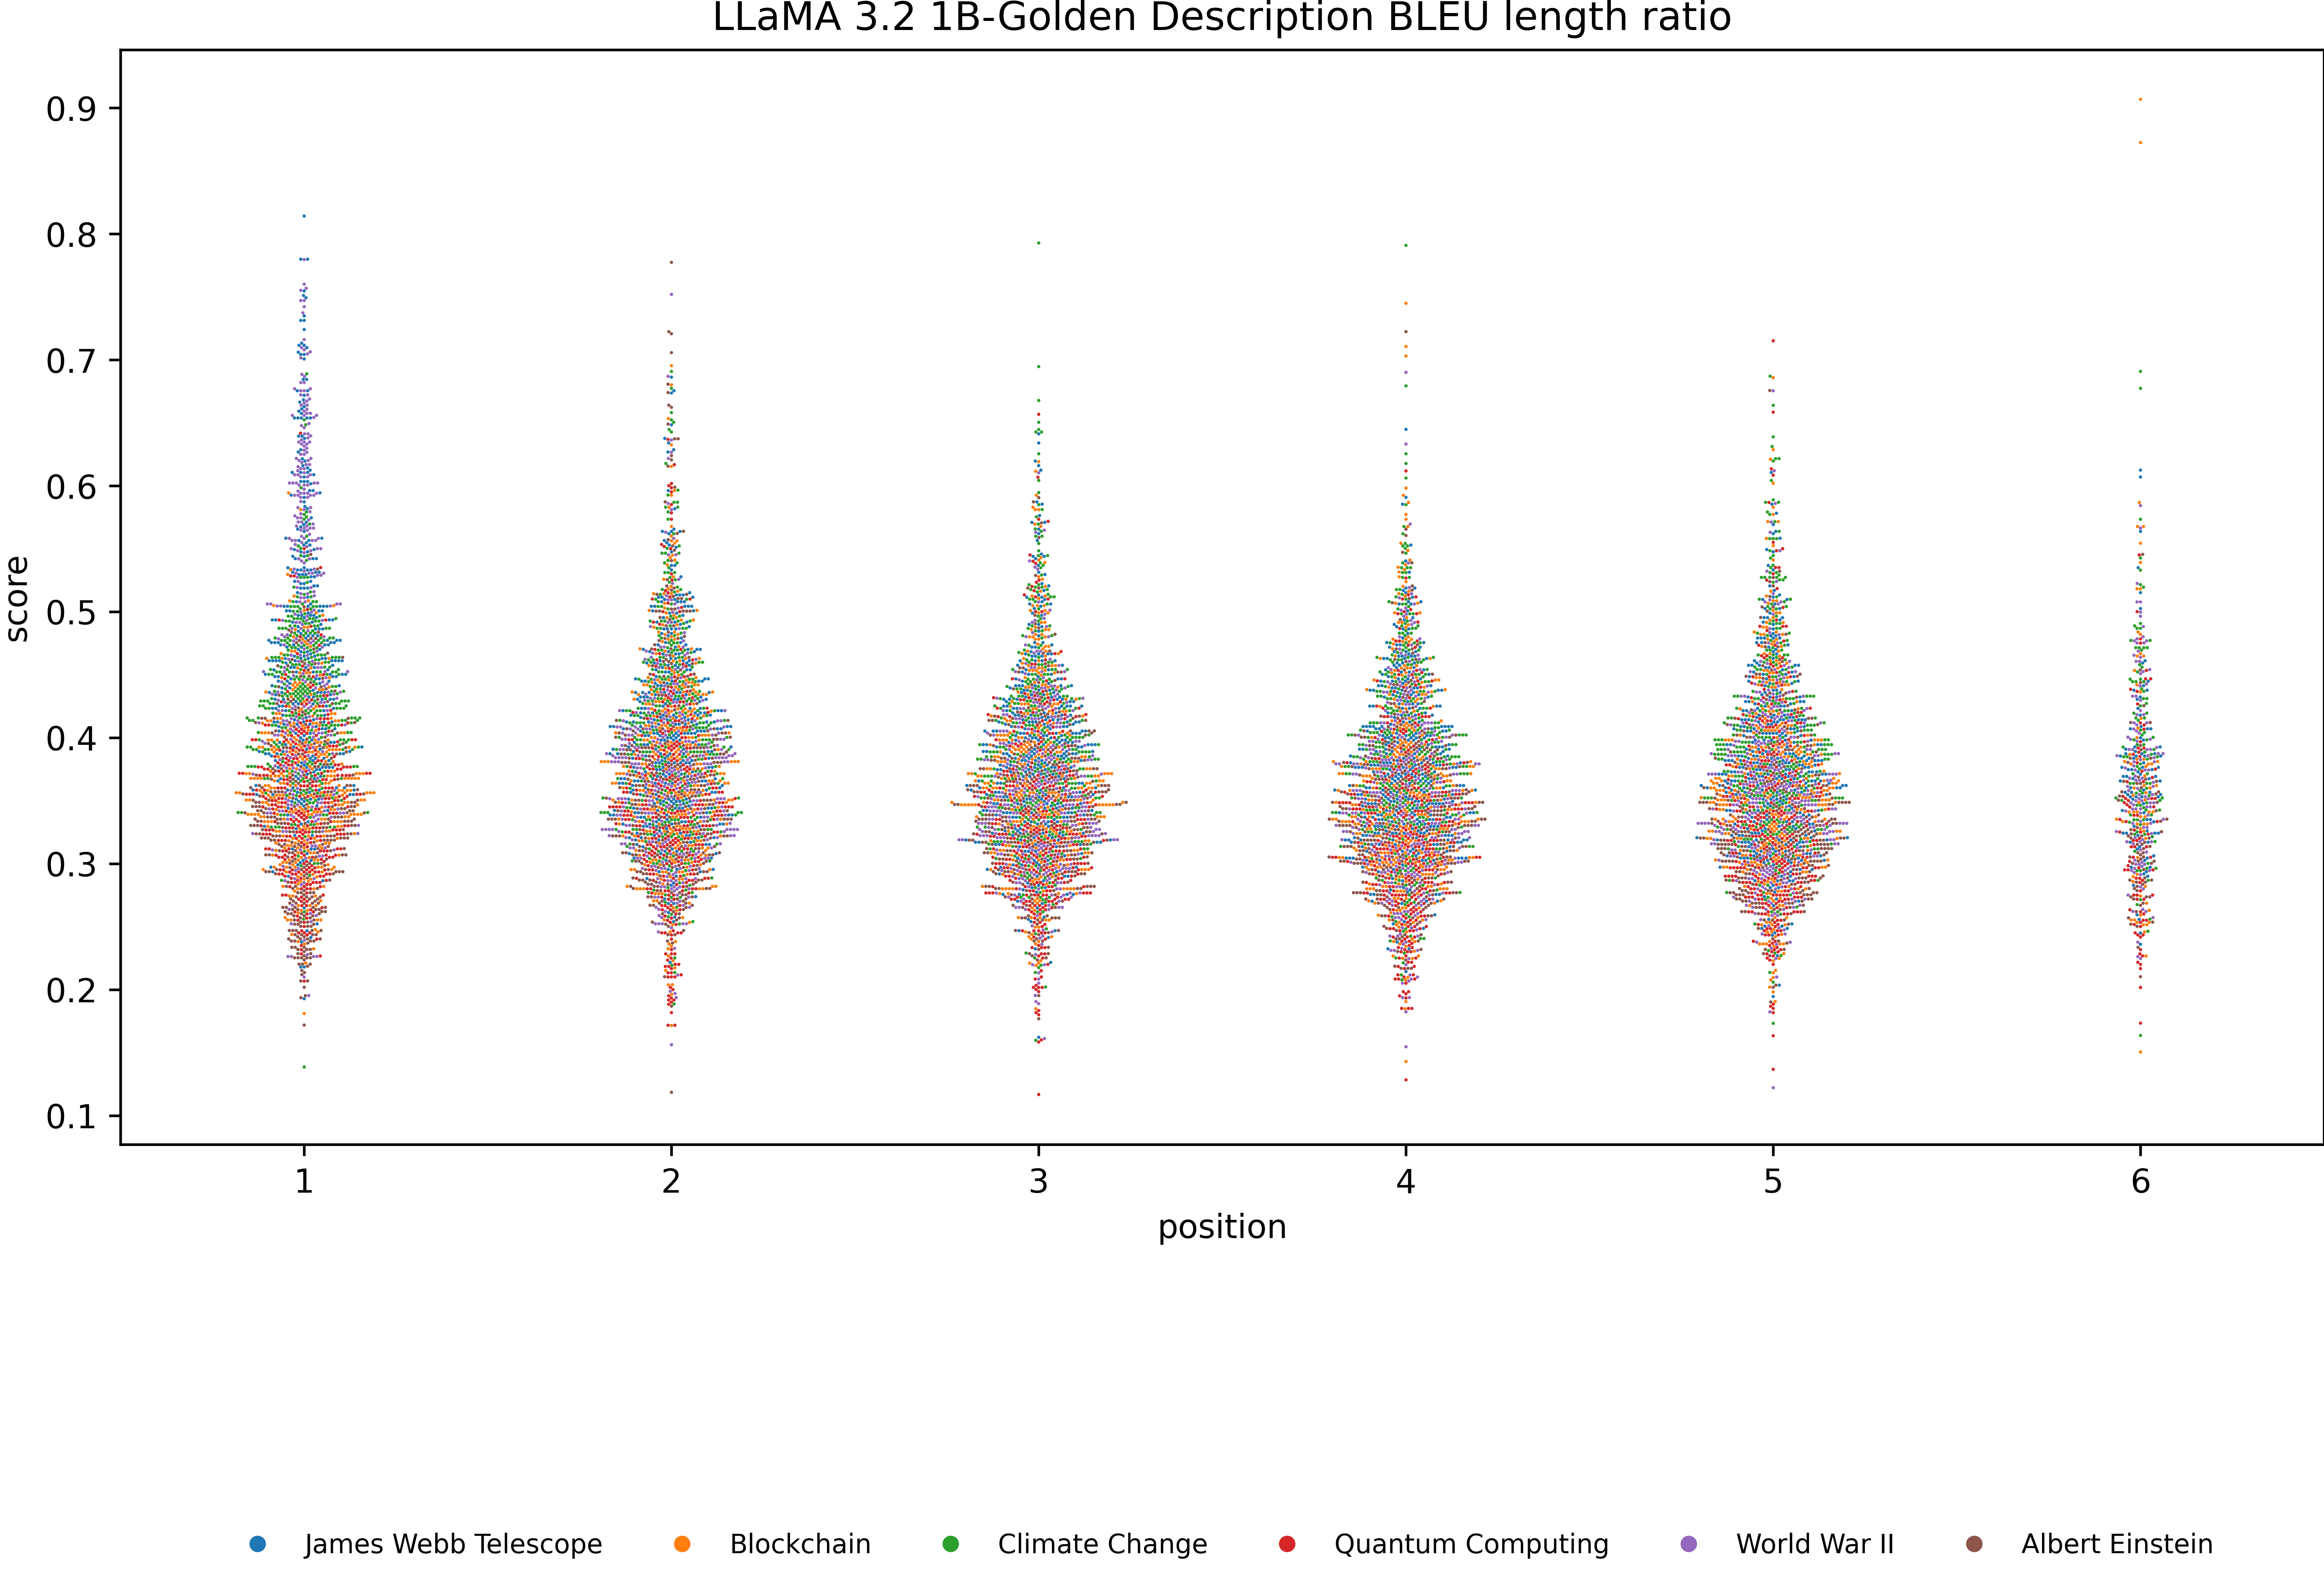 LLaMA 3.2 1B-Golden Description BLEU length ratio
0.9
0.8
0.7
0.6
0.5
0.4
0.3
0.2
0.1
score
1 2 3 4 5 6
position
James Webb Telescope Blockchain Climate Change Quantum Computing World War II Albert Einstein